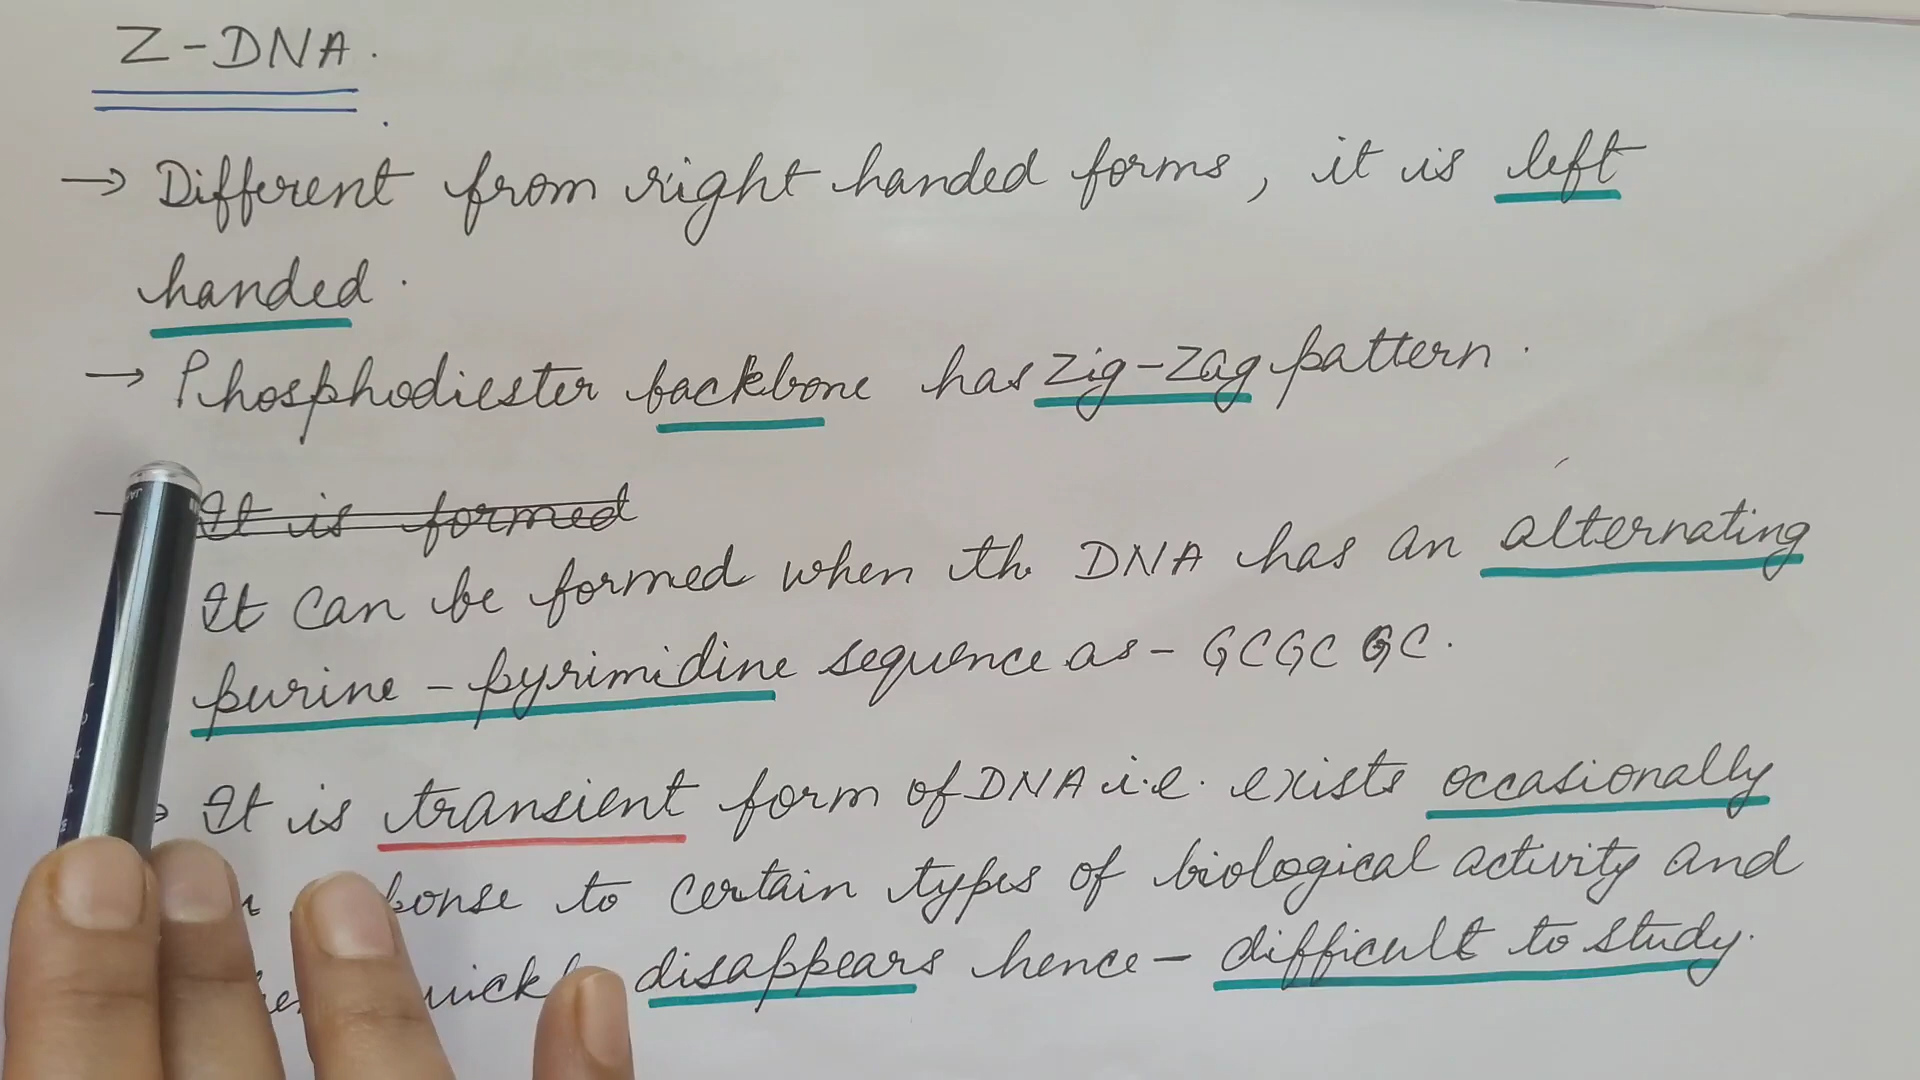 Z-DNA.
→ Different from right handed forms, it is left
handed.
→ Phosphodiester backbone has Zig-Zag pattern.
It is formed
It can be formed when the DNA has an alternating
purine - pyrimidine sequence as - GCGC GC.
It is transient form of DNA i.e. exists occasionally
to certain types of biological activity and
disappears hence - difficult to study.